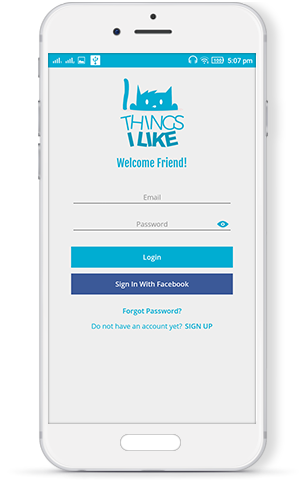 5:07 pm
I
THINGS
I LIKE
Welcome Friend!
Email
Password
Login
Sign In With Facebook
Forgot Password?
Do not have an account yet? SIGN UP